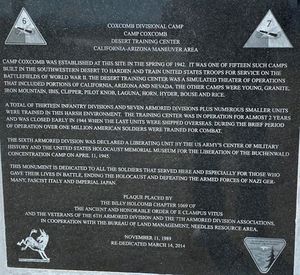 6
7
COXCOMB DIVISIONAL CAMP
CAMP COXCOMB
DESERT TRAINING CENTER
CALIFORNIA-ARIZONA MANEUVER AREA
CAMP COXCOMB WAS ESTABLISHED AT THIS SITE IN THE SPRING OF 1942. IT WAS ONE OF FIFTEEN SUCH CAMPS
BUILT IN THE SOUTHWESTERN DESERT TO HARDEN AND TRAIN UNITED STATES TROOPS FOR SERVICE ON THE
BATTLEFIELDS OF WORLD WAR II. THE DESERT TRAINING CENTER WAS A SIMULATED THEATER OF OPERATIONS
THAT INCLUDED PORTIONS OF CALIFORNIA, ARIZONA AND NEVADA. THE OTHER CAMPS WERE YOUNG, GRANITE,
IRON MOUNTAIN, IBIS, CLIPPER, PILOT KNOB, LAGUNA, HORN, HYDER, BOUSE AND RICE.
A TOTAL OF THIRTEEN INFANTRY DIVISIONS AND SEVEN ARMORED DIVISIONS PLUS NUMEROUS SMALLER UNITS
WERE TRAINED IN THIS HARSH ENVIRONMENT. THE TRAINING CENTER WAS IN OPERATION FOR ALMOST 2 YEARS
AND WAS CLOSED EARLY IN 1944 WHEN THE LAST UNITS WERE SHIPPED OVERSEAS. DURING THE BRIEF PERIOD
OF OPERATION OVER ONE MILLION AMERICAN SOLDIERS WERE TRAINED FOR COMBAT.
THE SIXTH ARMORED DIVISION WAS DECLARED A LIBERATING UNIT BY THE US ARMY'S CENTER OF MILITARY
HISTORY AND THE UNITED STATES HOLOCAUST MEMORIAL MUSEUM FOR THE LIBERATION OF THE BUCHENWALD
CONCENTRATION CAMP ON APRIL 11, 1945.
THIS MONUMENT IS DEDICATED TO ALL THE SOLDIERS THAT SERVED HERE AND ESPECIALLY FOR THOSE WHO
GAVE THEIR LIVES IN BATTLE, ENDING THE HOLOCAUST AND DEFEATING THE ARMED FORCES OF NAZI GER-
MANY, FASCIST ITALY AND IMPERIAL JAPAN.
PLAQUE PLACED BY
THE BILLY HOLCOMB CHAPTER 1069 OF
THE ANCIENT AND HONORABLE ORDER OF E CLAMPUS VITUS
AND THE VETERANS OF THE 6TH ARMORED DIVISION AND THE 7TH ARMORED DIVISION ASSOCIATIONS.
IN COOPERATION WITH THE BUREAU OF LAND MANAGEMENT, NEEDLES RESOURCE AREA.
NOVEMBER 11, 1989
RE-DEDICATED MARCH 14, 2014